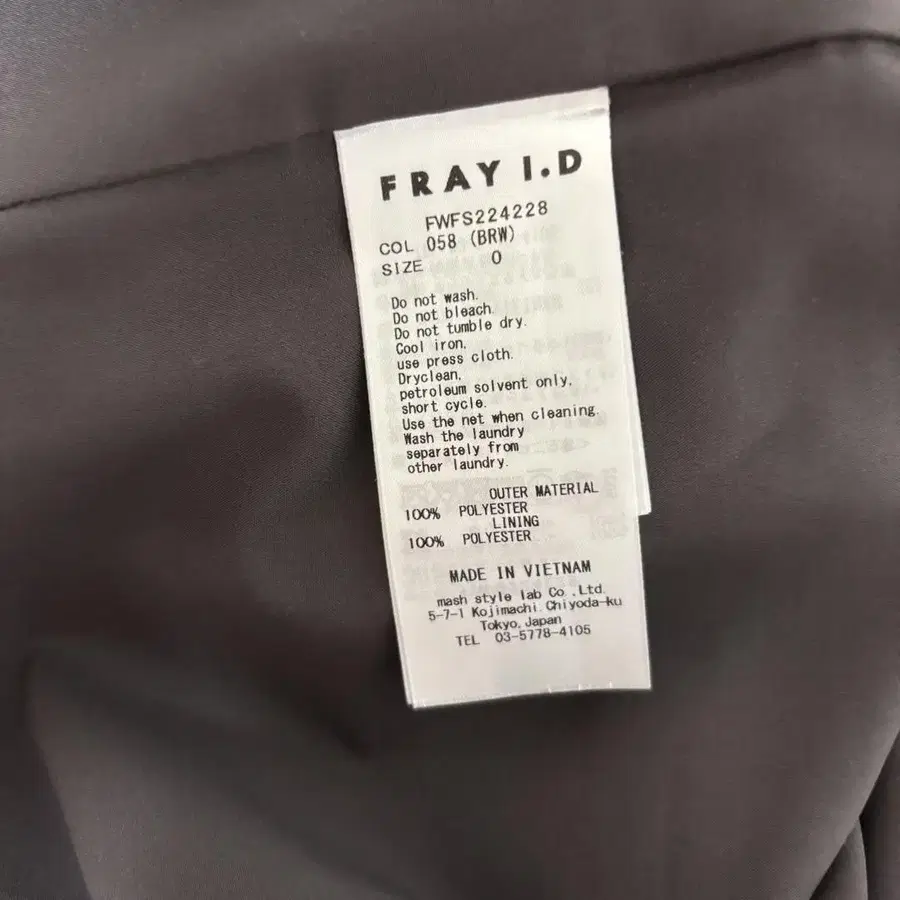 FRAY I.D
FWFS224228
COL 058 (BRW)
SIZE 0
Do not wash.
Do not bleach.
Do not tumble dry.
Cool iron,
use press cloth.
Dryclean,
petroleum solvent only,
short cycle.
Use the net when cleaning.
Wash the laundry
separately from
other laundry.
OUTER MATERIAL
100% POLYESTER
LINING
100% POLYESTER
MADE IN VIETNAM
mash style lab Co.,Ltd.
5-7-1 Kojimachi Chiyoda-ku
Tokyo,Japan
TEL 03-5778-4105